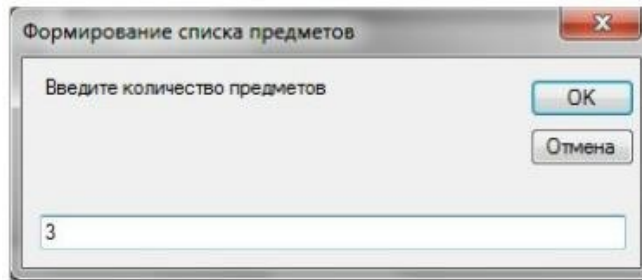 Формирование списка предметов
Введите количество предметов
OK
Отмена
3